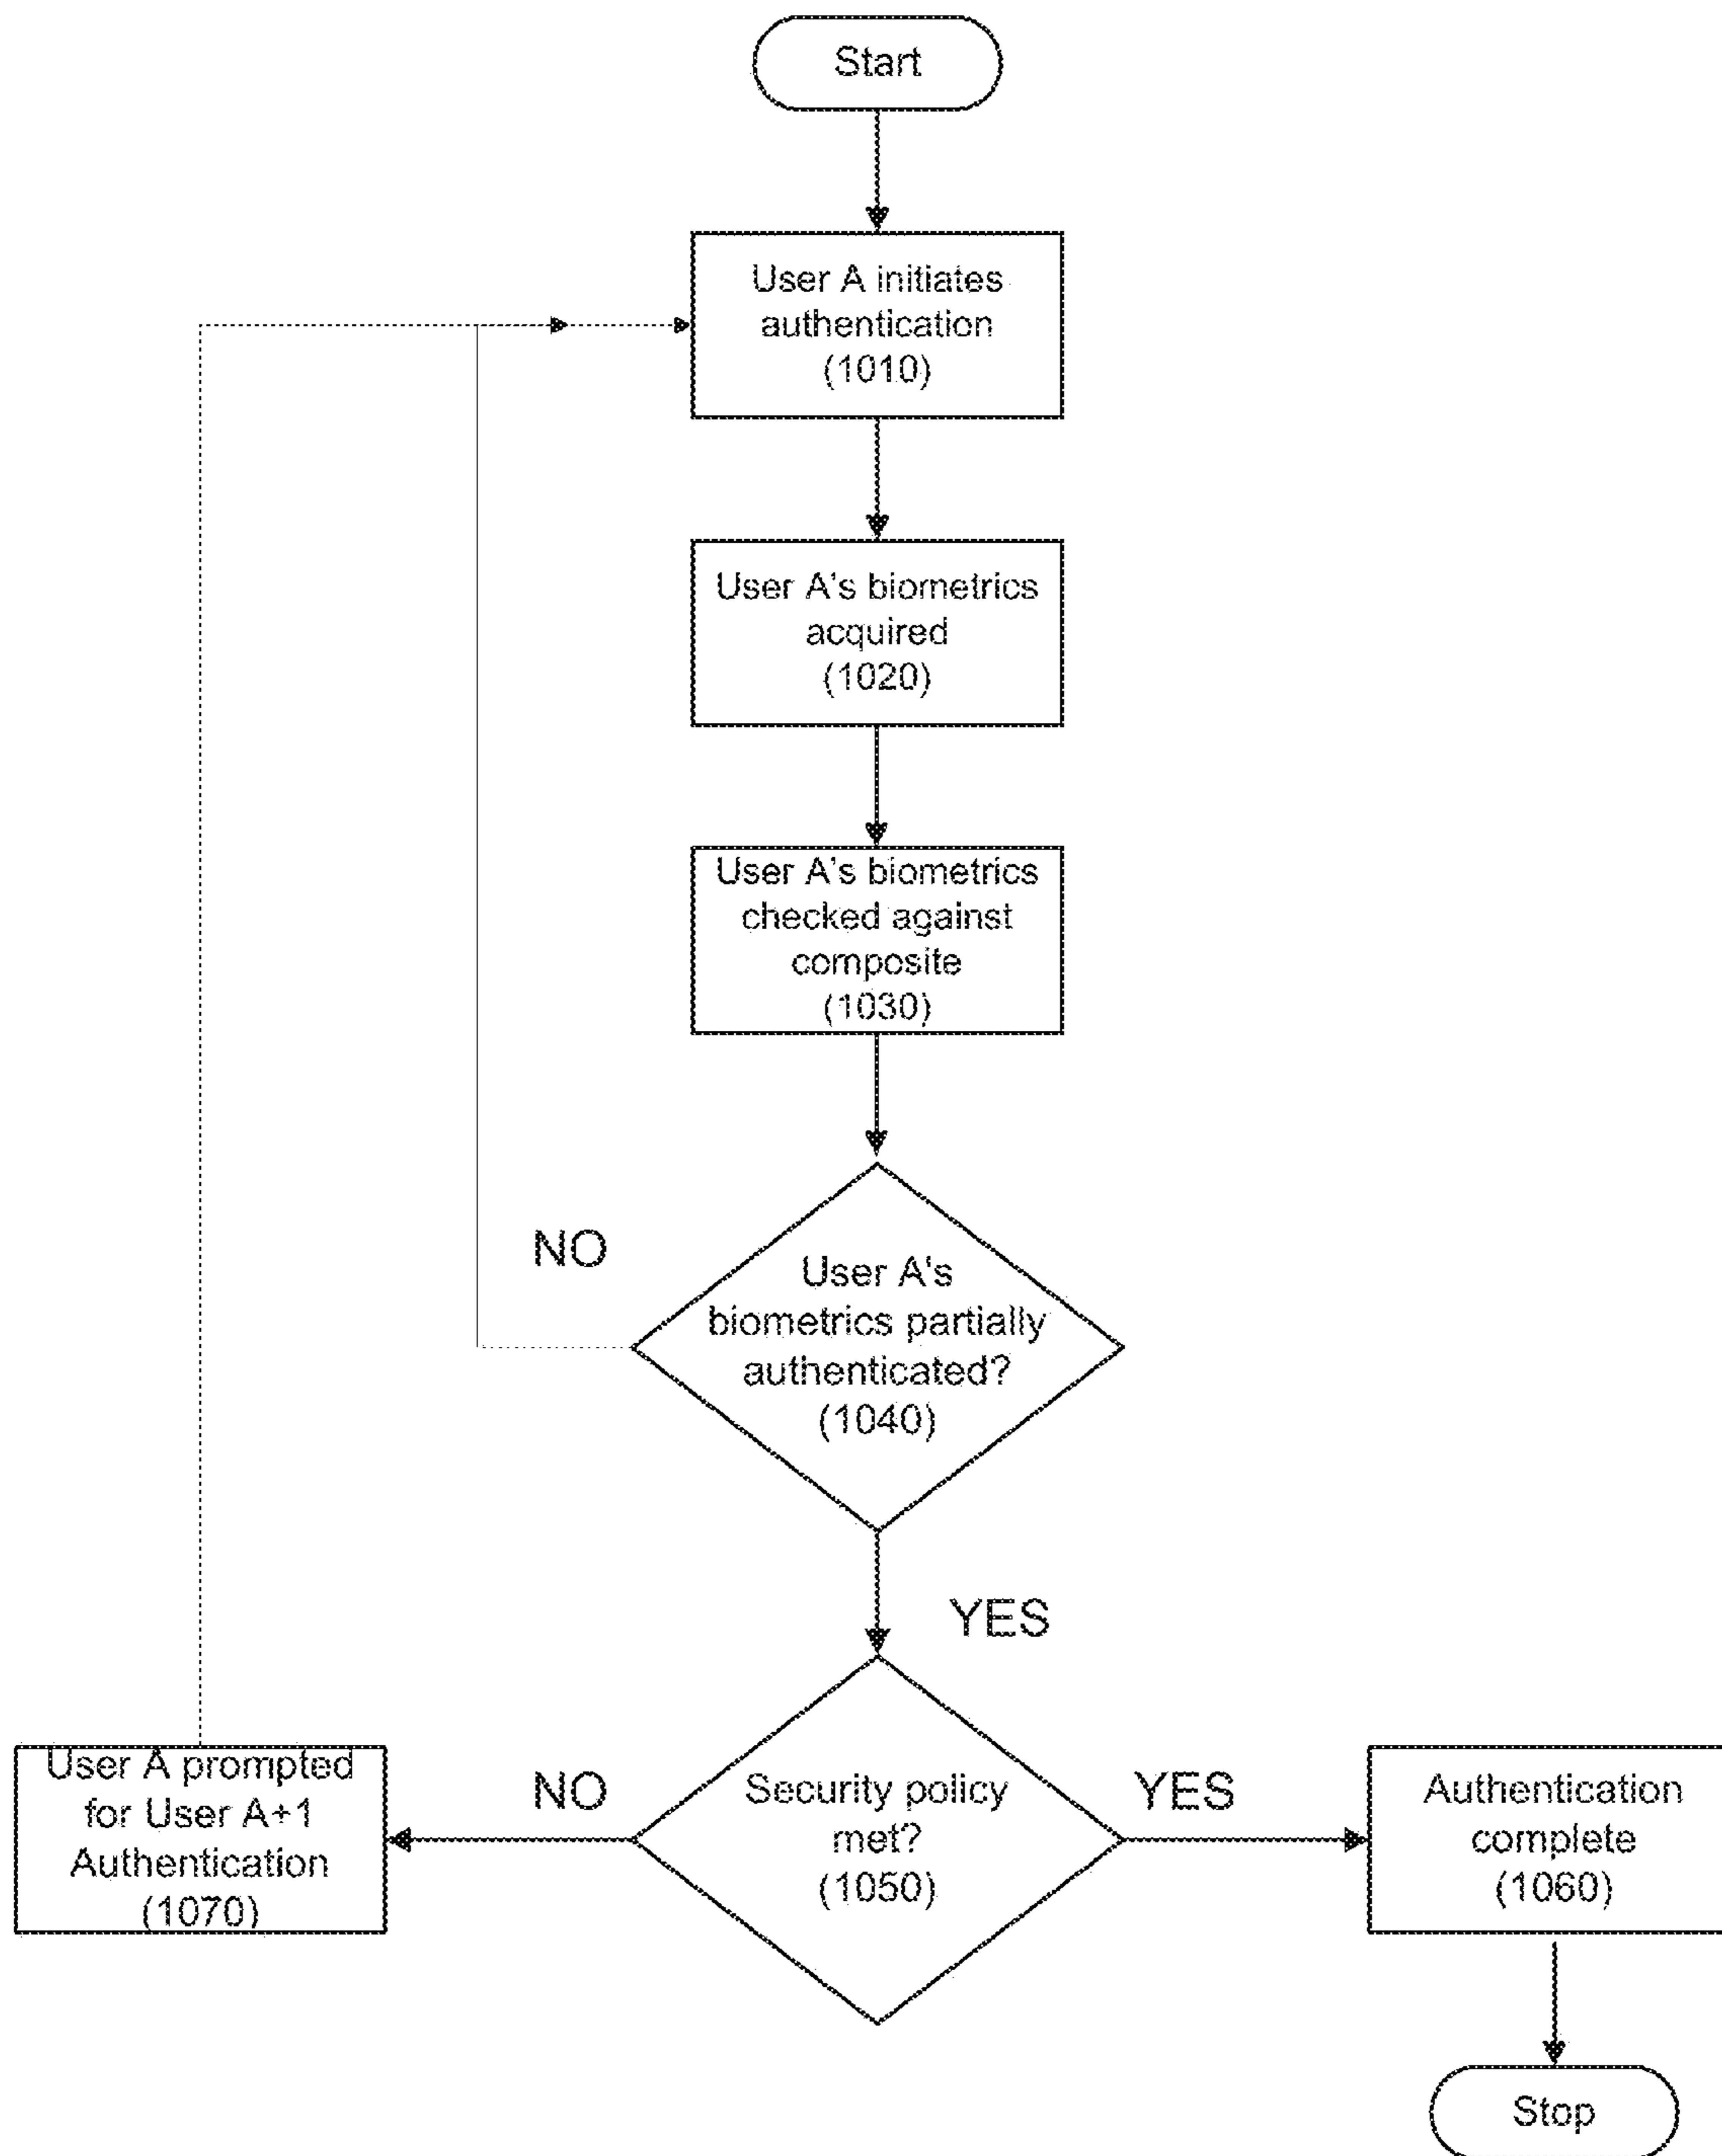 Start
User A initiates
authentication
(1010)
User A's biometrics
acquired
(1020)
User A's biometrics
checked against
composite
(1030)
NO
User A's
biometrics partially
authenticated?
(1040)
YES
User A prompted
for User A+1
Authentication
(1070)
NO
Security policy
met?
(1050)
YES
Authentication
complete
(1060)
Stop